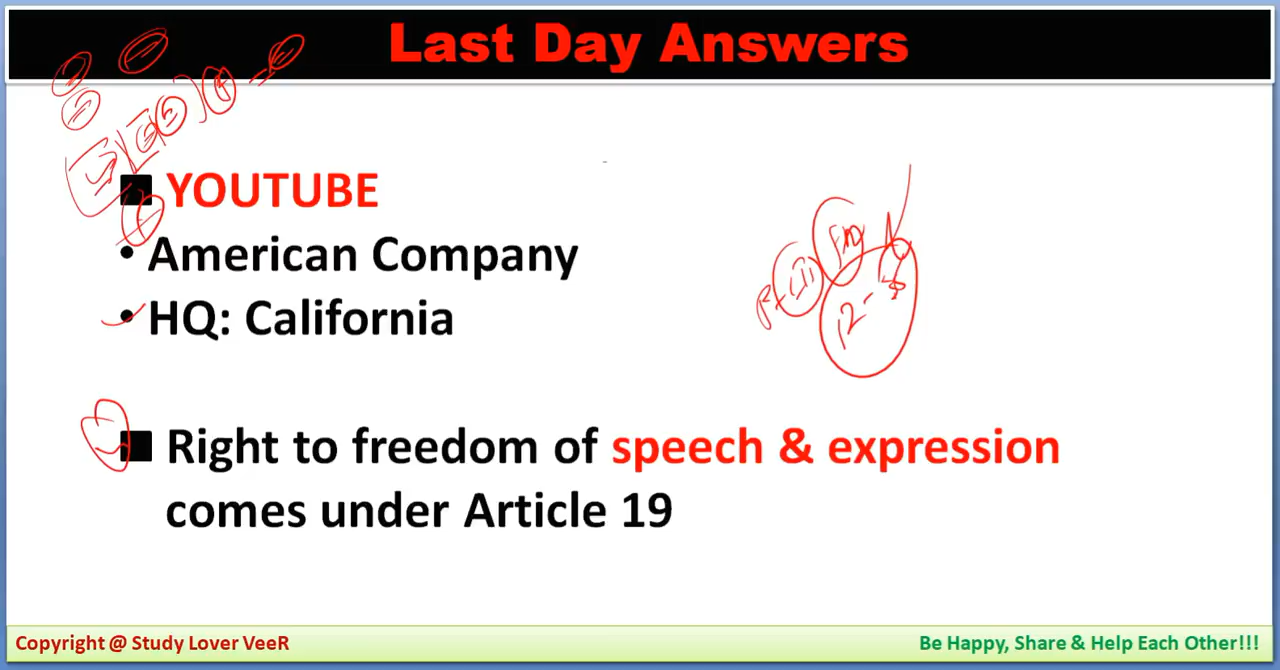 Last Day Answers
■ YOUTUBE
• American Company
• HQ: California
■ Right to freedom of speech & expression
comes under Article 19
Copyright @ Study Lover VeeR
Be Happy, Share & Help Each Other!!!